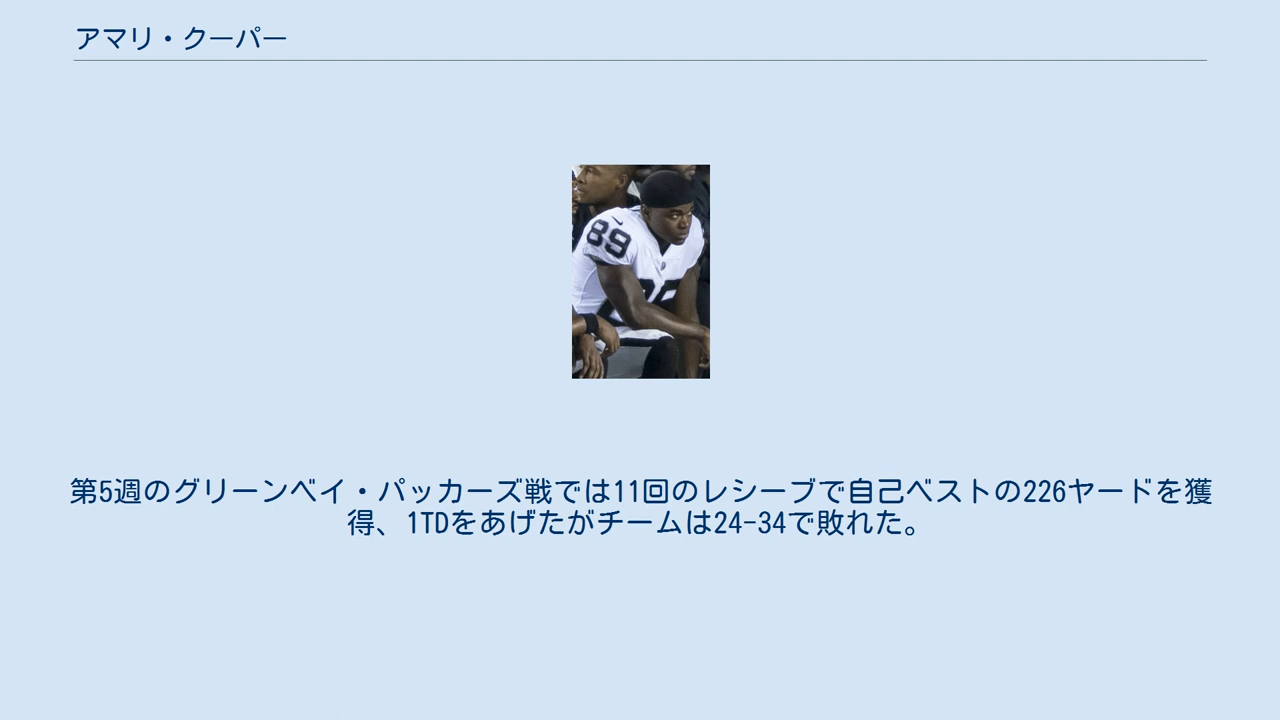 アマリ・クーパー
89
第5週のグリーンベイ・パッカーズ戦では11回のレシーブで自己ベストの226ヤードを獲
得、1TDをあげたがチームは24-34で敗れた。